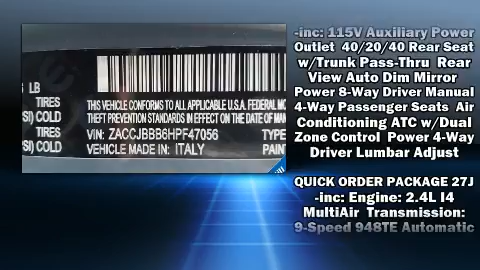 LB
TIRES
SI) COLD
TIRES
SI) COLD
THIS VEHICLE CONFORMS TO ALL APPLICABLE U.S.A. FEDERAL MO
THEFT PREVENTION STANDARDS IN EFFECT ON THE DATE OF MAN
VIN: ZACCJBBB6HPF47056 TYPE
VEHICLE MADE IN: ITALY PAIN
-inc: 115V Auxiliary Power
Outlet 40/20/40 Rear Seat
w/Trunk Pass-Thru Rear
View Auto Dim Mirror
Power 8-Way Driver Manual
4-Way Passenger Seats Air
Conditioning ATC w/Dual
Zone Control Power 4-Way
Driver Lumbar Adjust
QUICK ORDER PACKAGE 27J
-inc: Engine: 2.4L I4
MultiAir Transmission:
9-Speed 948TE Automatic